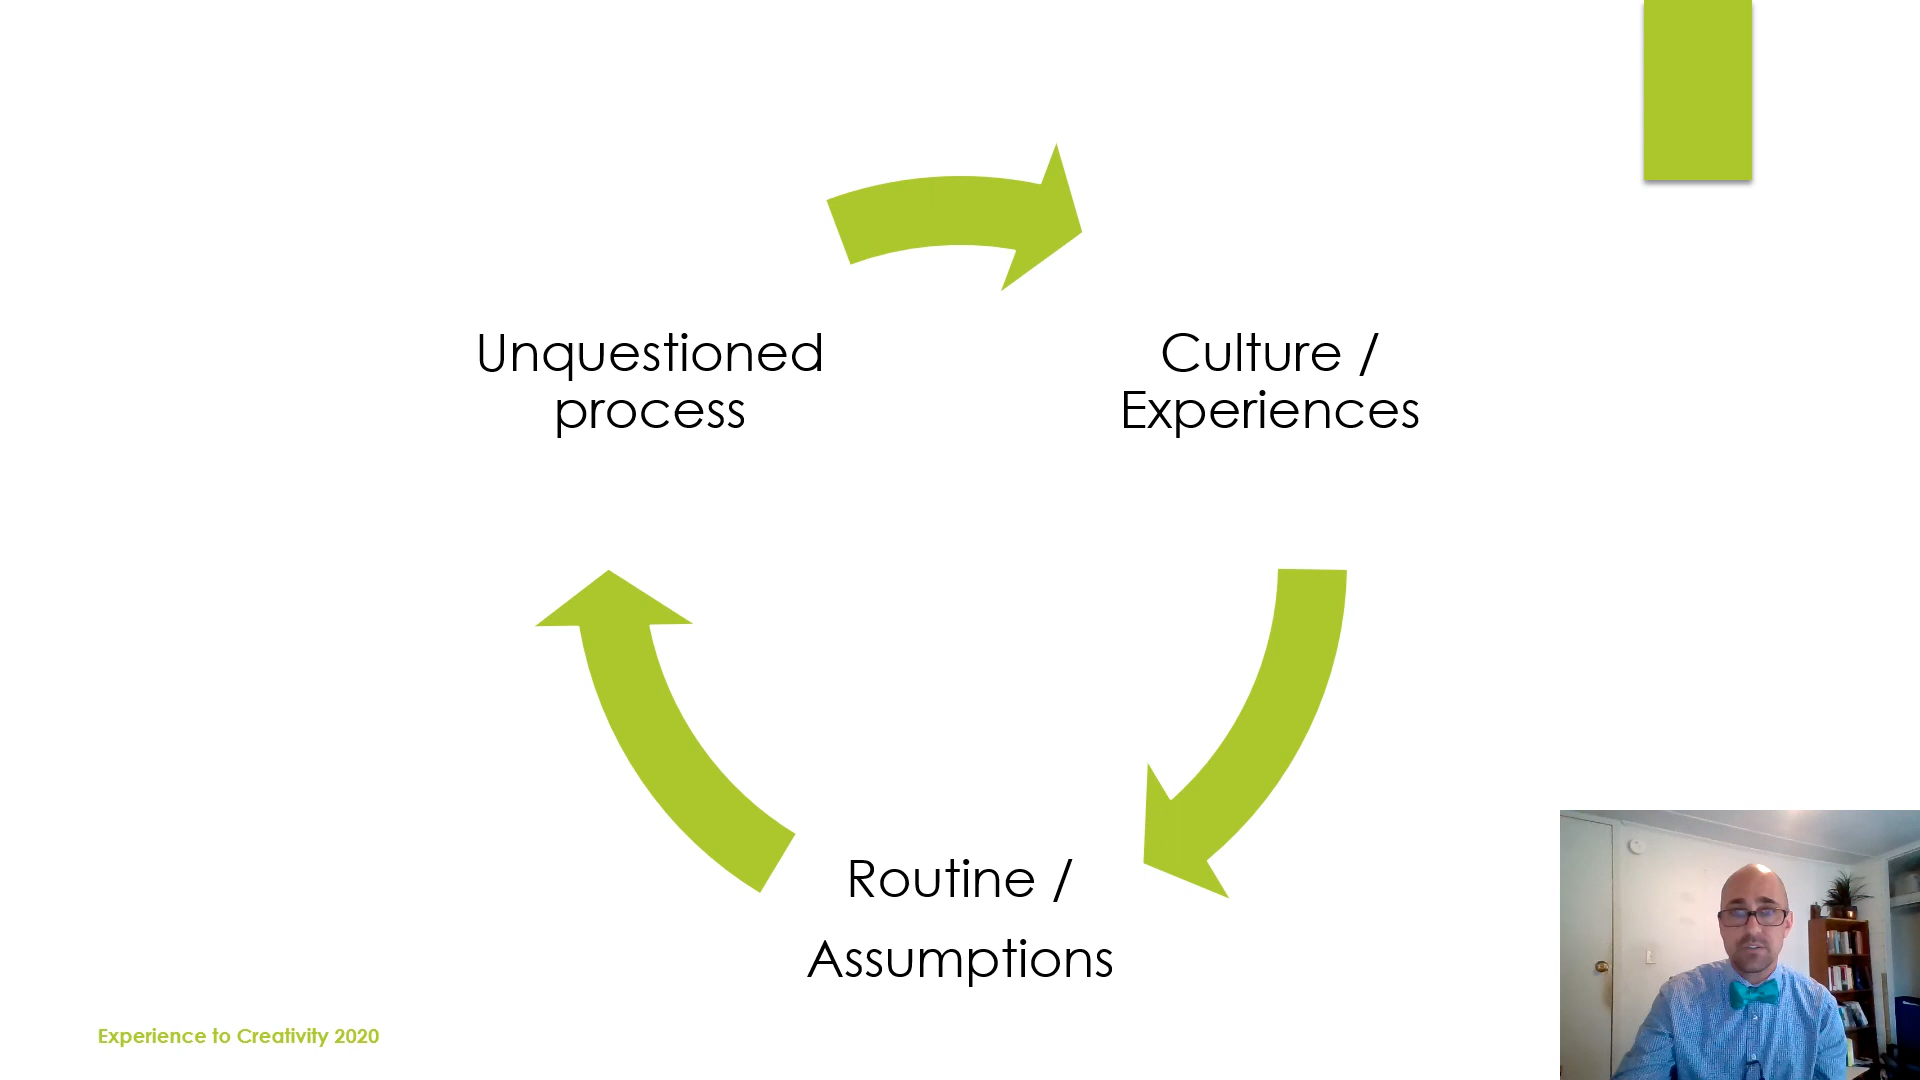 Unquestioned
process
Culture /
Experiences
Routine /
Assumptions
Experience to Creativity 2020